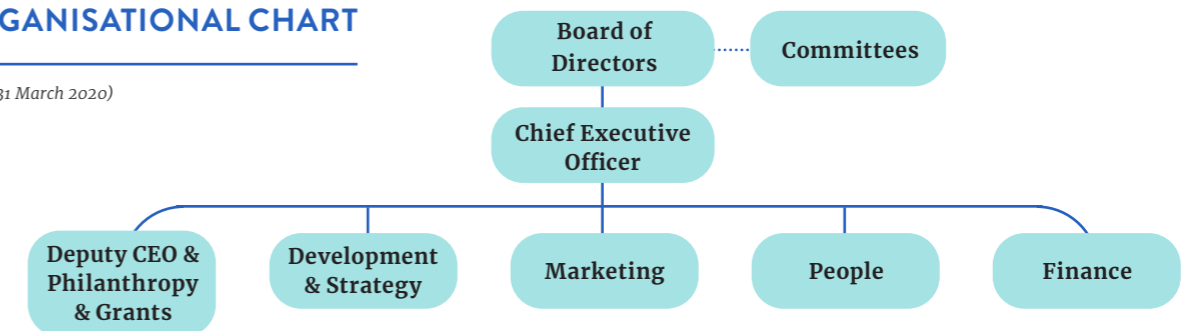 GANISATIONAL CHART
31 March 2020)
Board of
Directors
Committees
Chief Executive
Officer
Deputy CEO &
Philanthropy
& Grants
Development
& Strategy
Marketing
People
Finance